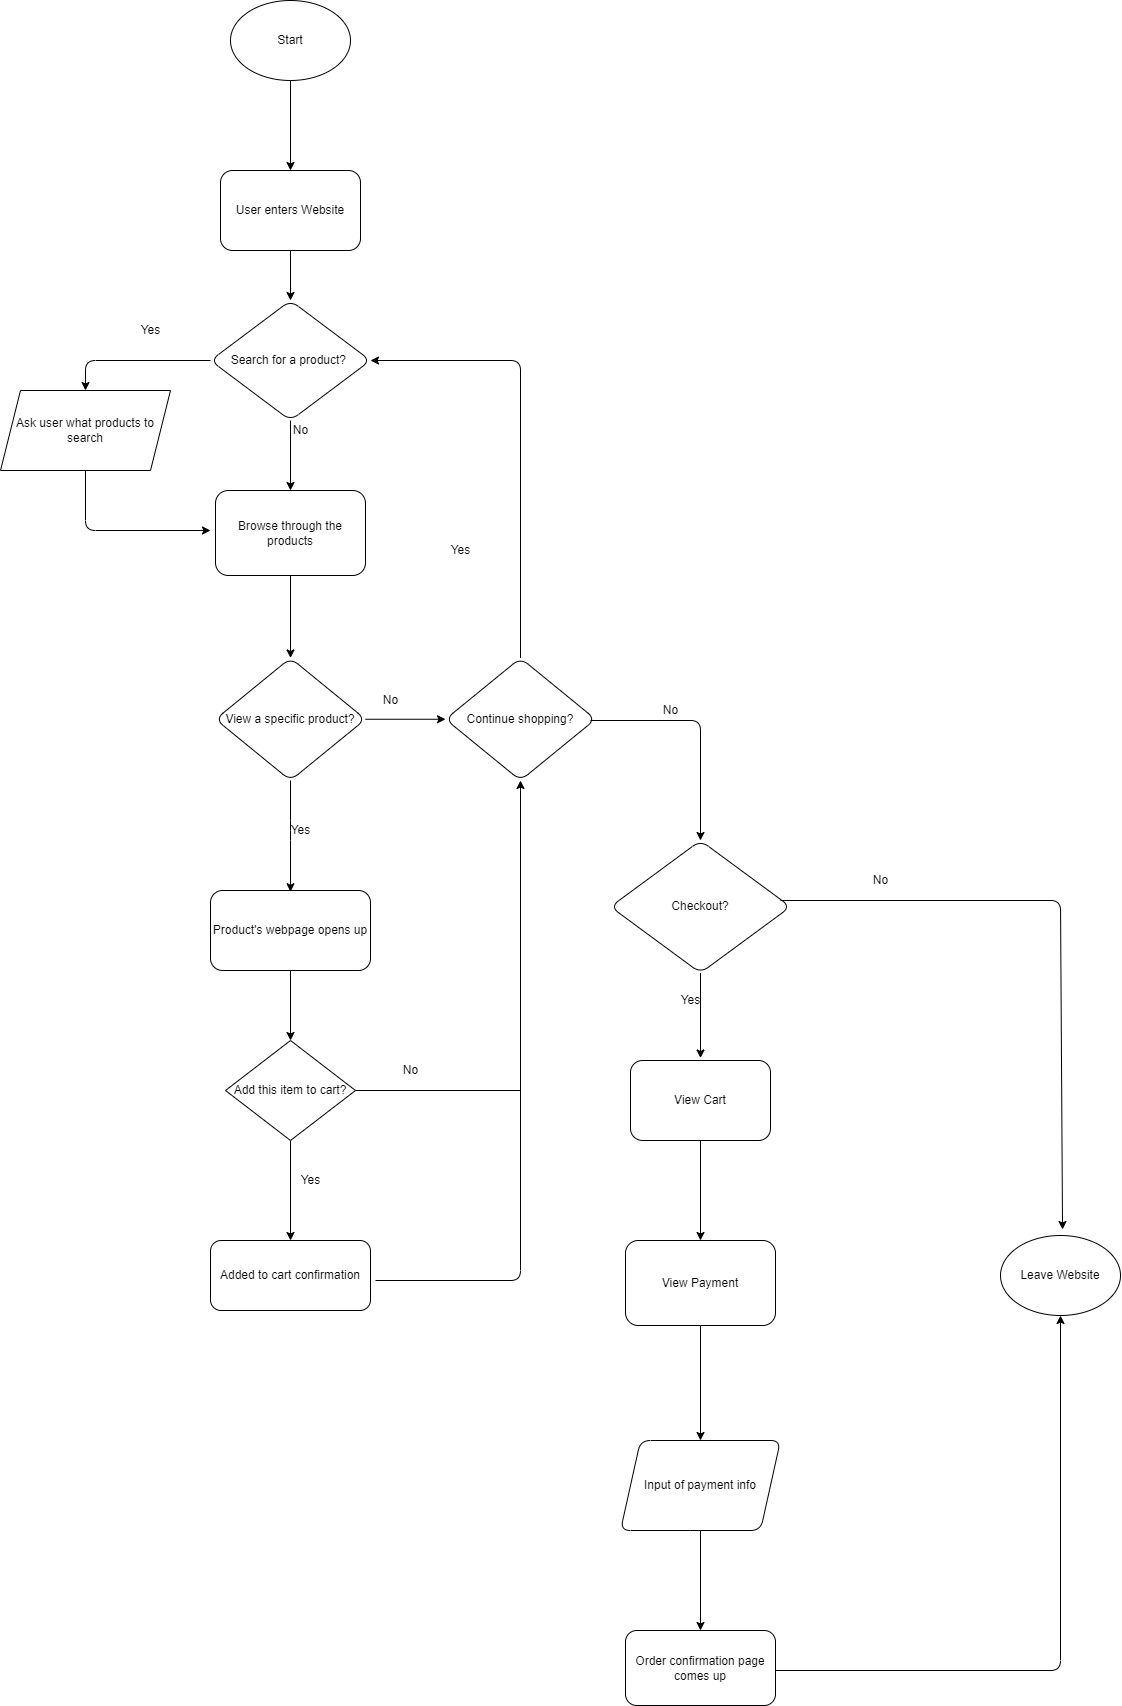 Start
User enters Website
Yes
Search for a product?
Ask user what products to
search
No
Browse through the
products
Yes
View a specific product?
No
Continue shopping?
No
Yes
Product's webpage opens up
Checkout?
No
Yes
Add this item to cart?
No
View Cart
Yes
Added to cart confirmation
View Payment
Leave Website
Input of payment info
Order confirmation page
comes up